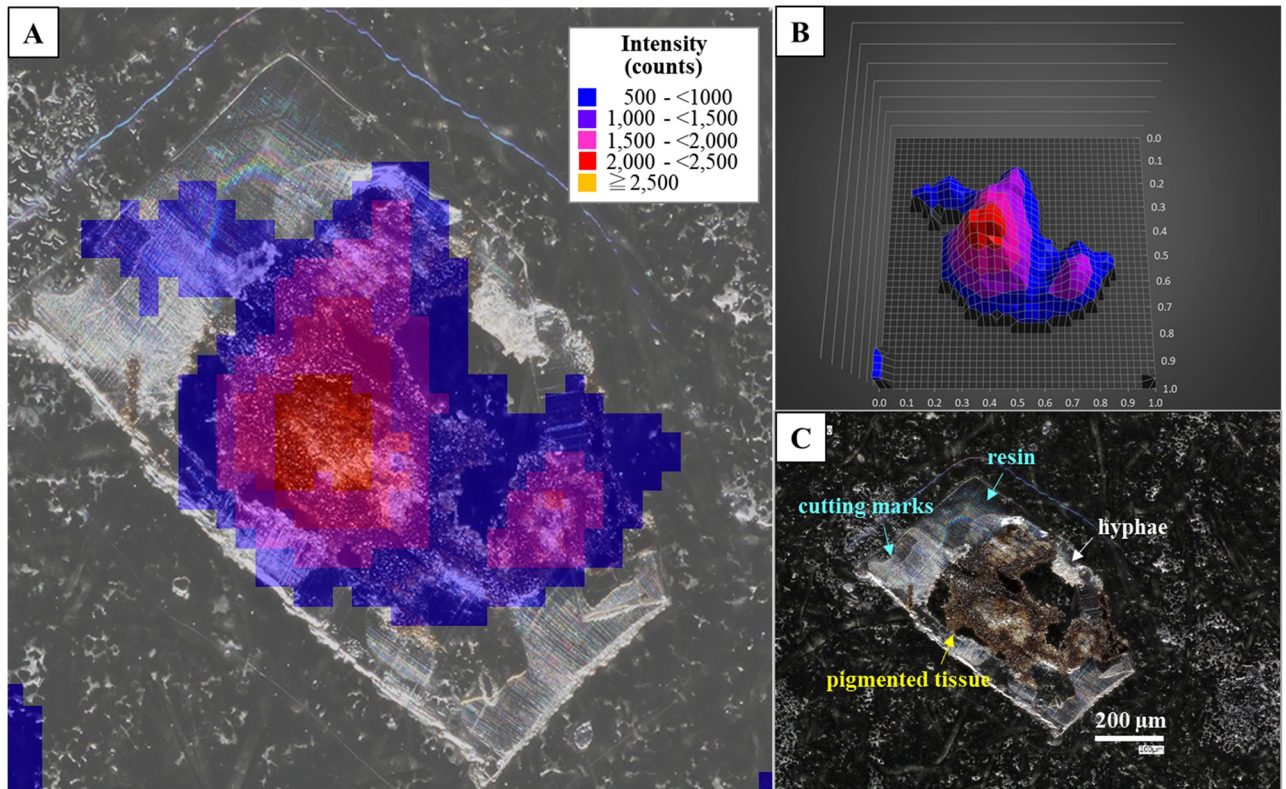 A
Intensity
(counts)
500 - <1000
1,000 - <1,500
1,500 - <2,000
2,000 - <2,500
≧ 2,500
B
0.0
0.1
0.2
0.3
0.4
0.5
0.6
0.7
0.8
0.9
1.0
0.0 0.1 0.2 0.3 0.4 0.5 0.6 0.7 0.8 0.9 1.0
C
resin
cutting marks
hyphae
pigmented tissue
200 μm